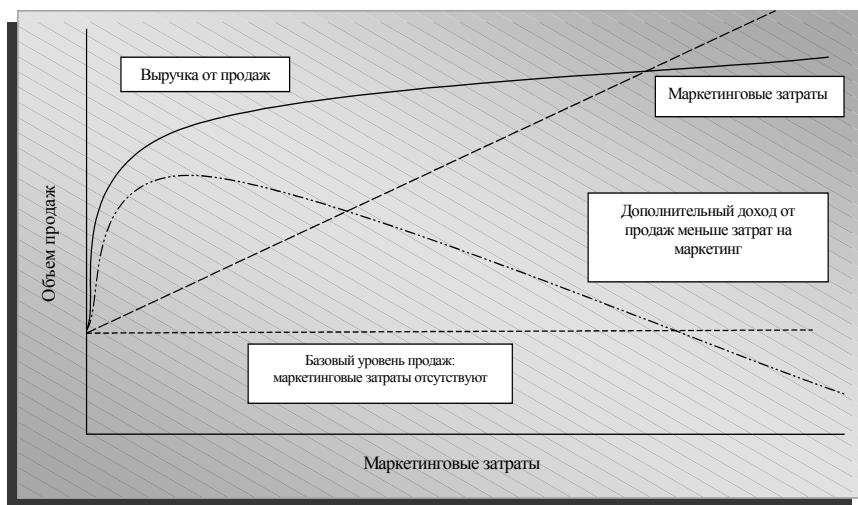 Выручка от продаж
Маркетинговые затраты
Объем продаж
Дополнительный доход от
продаж меньше затрат на
маркетинг
Базовый уровень продаж:
маркетинговые затраты отсутствуют
Маркетинговые затраты